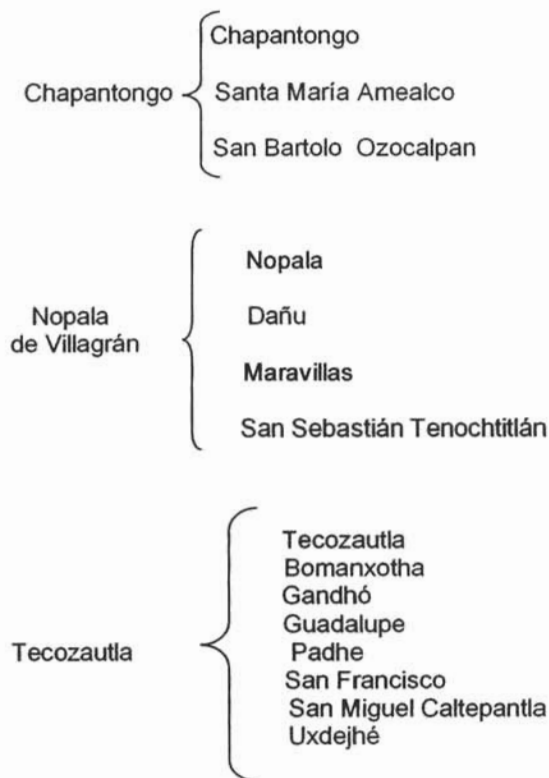 Chapantongo
Chapantongo
Santa María Amealco
San Bartolo Ozocalpan
Nopala
de Villagrán
Nopala
Dañu
Maravillas
San Sebastián Tenochtitlán
Tecozautla
Tecozautla
Bomanxotha
Gandhó
Guadalupe
Padhe
San Francisco
San Miguel Caltepantla
Uxdejhé